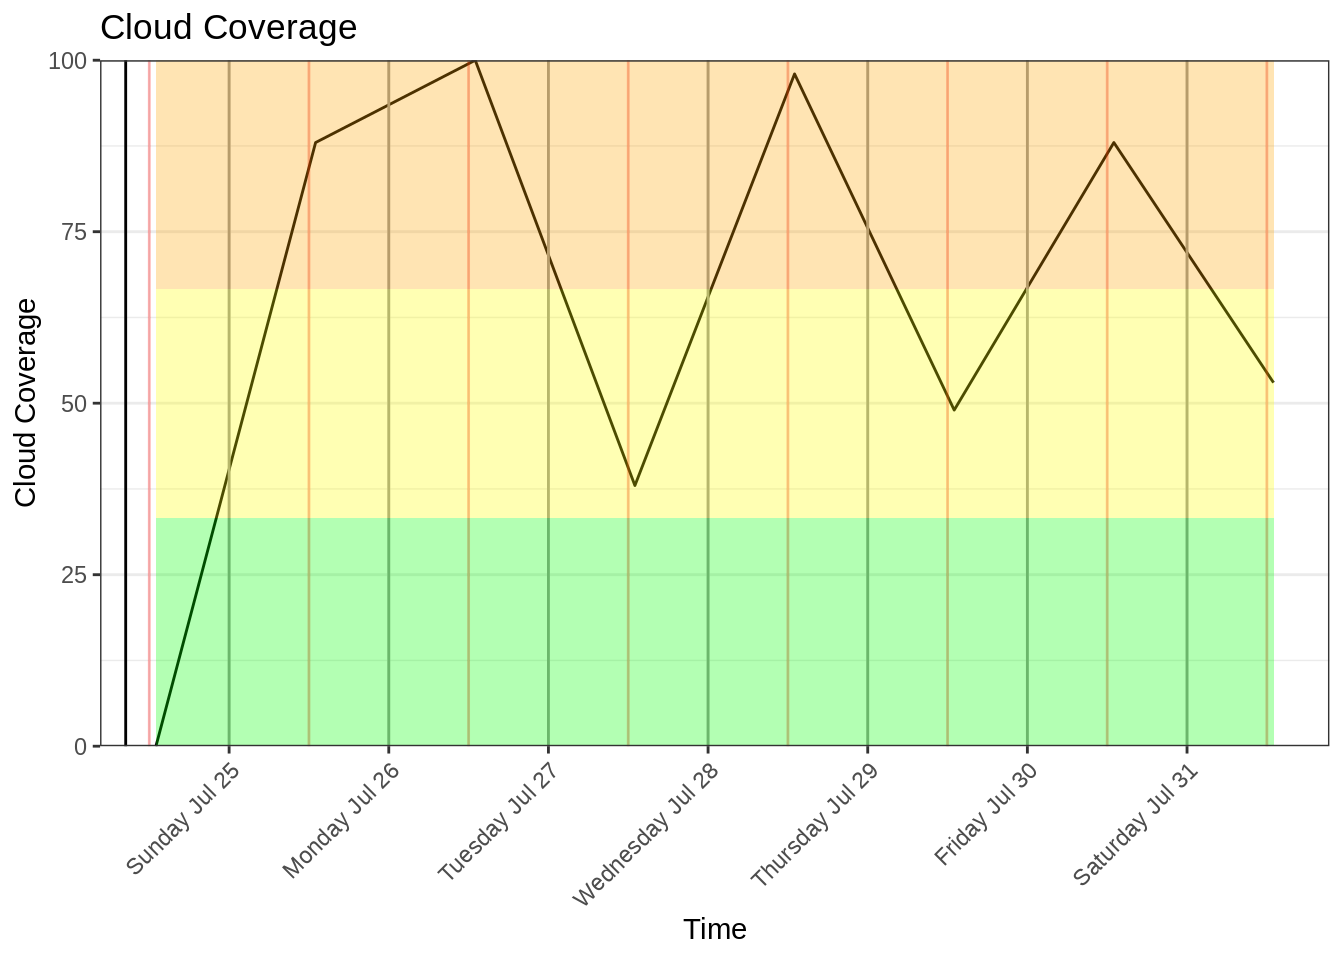 Cloud Coverage
100
75
50
25
0
Cloud Coverage
Sunday Jul 25
Monday Jul 26
Tuesday Jul 27
Wednesday Jul 28
Thursday Jul 29
Friday Jul 30
Saturday Jul 31
Time